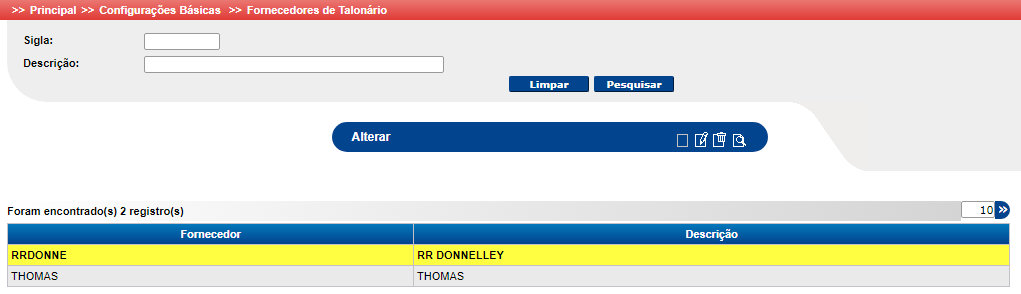 >> Principal >> Configurações Básicas >> Fornecedores de Talonário
Sigla:
Descrição:
Limpar Pesquisar
Alterar
Foram encontrado(s) 2 registro(s) 10
Fornecedor Descrição
RRDONNE RR DONNELLEY
THOMAS THOMAS